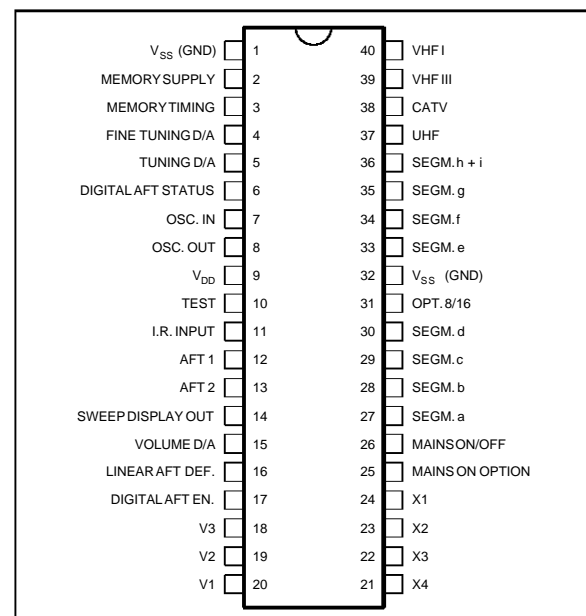 VSS (GND) 1 40 VHF I
MEMORY SUPPLY 2 39 VHF III
MEMORY TIMING 3 38 CATV
FINE TUNING D/A 4 37 UHF
TUNING D/A 5 36 SEGM. h + i
DIGITAL AFT STATUS 6 35 SEGM. g
OSC. IN 7 34 SEGM. f
OSC. OUT 8 33 SEGM. e
VDD 9 32 VSS (GND)
TEST 10 31 OPT. 8/16
I.R. INPUT 11 30 SEGM. d
AFT 1 12 29 SEGM. c
AFT 2 13 28 SEGM. b
SWEEP DISPLAY OUT 14 27 SEGM. a
VOLUME D/A 15 26 MAINS ON/OFF
LINEAR AFT DEF. 16 25 MAINS ON OPTION
DIGITAL AFT EN. 17 24 X1
V3 18 23 X2
V2 19 22 X3
V1 20 21 X4